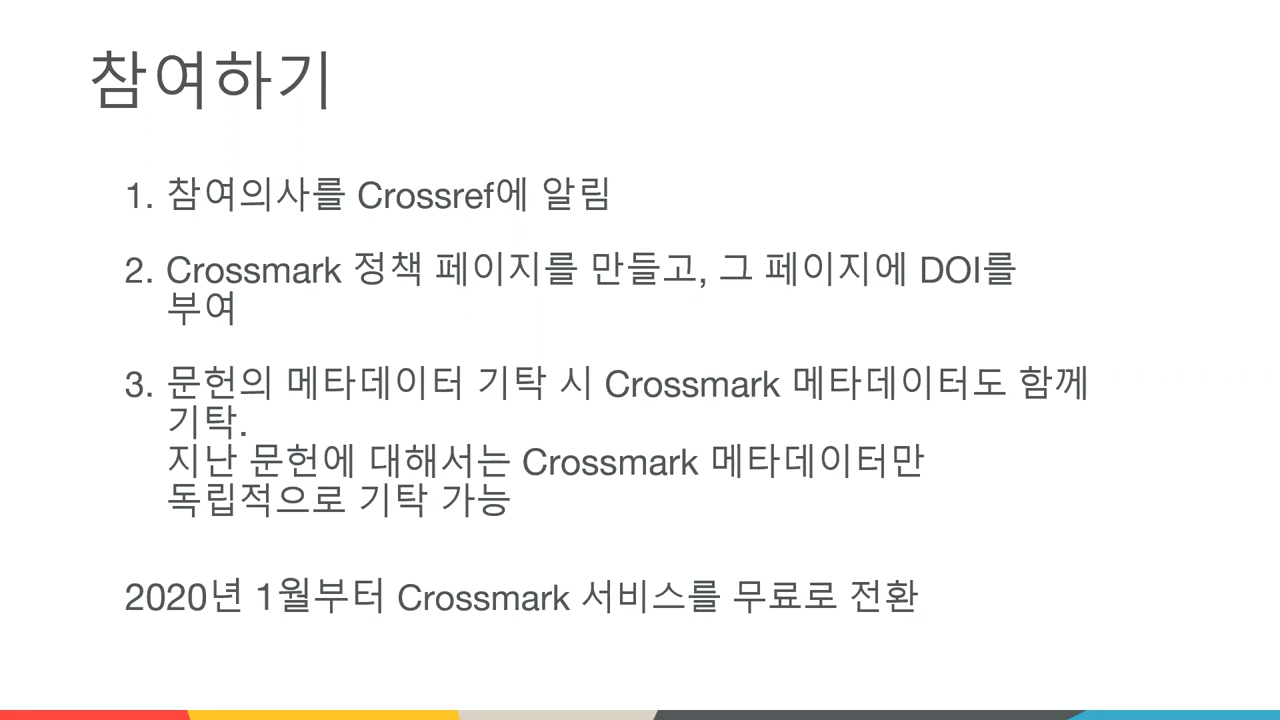 참여하기
1. 참여의사를 Crossref에 알림
2. Crossmark 정책 페이지를 만들고, 그 페이지에 DOI를
부여
3. 문헌의 메타데이터 기탁 시 Crossmark 메타데이터도 함께
기탁.
지난 문헌에 대해서는 Crossmark 메타데이터만
독립적으로 기탁 가능
2020년 1월부터 Crossmark 서비스를 무료로 전환